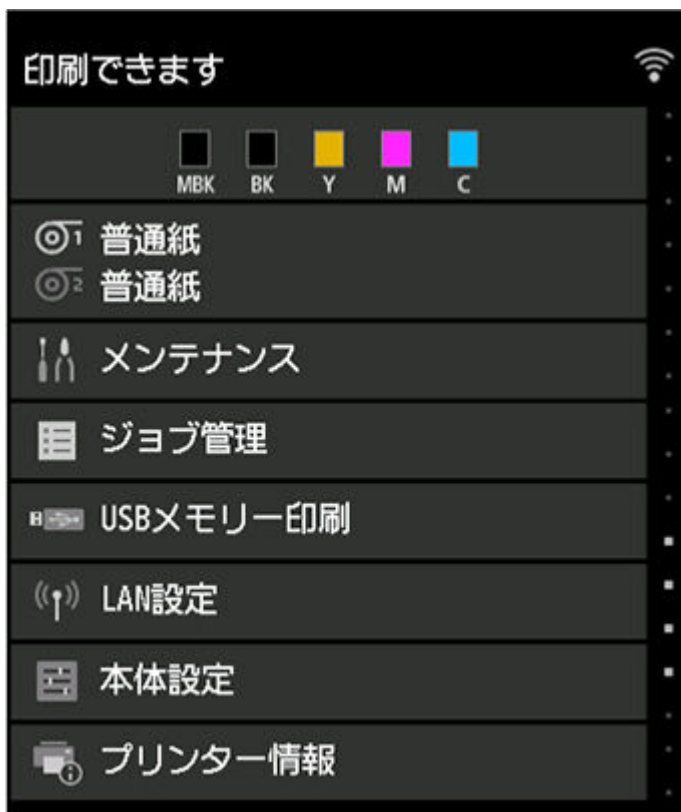 印刷できます
MBK BK Y M C
1 普通紙
2 普通紙
メンテナンス
ジョブ管理
USBメモリー印刷
LAN設定
本体設定
プリンター情報